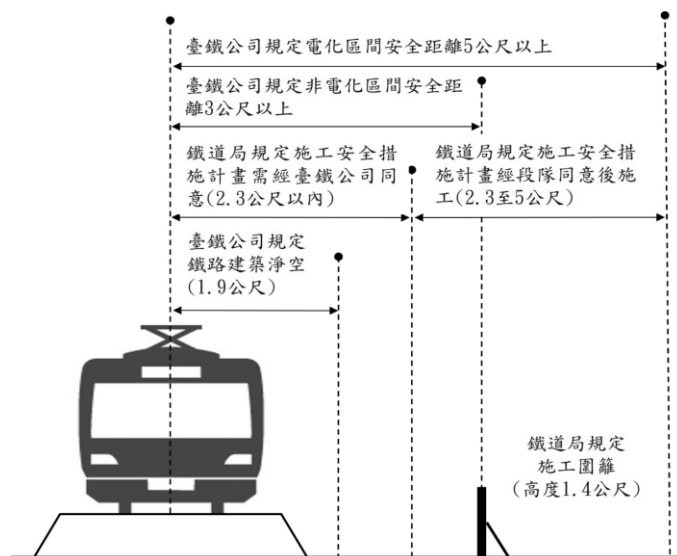 臺鐵公司規定電化區間安全距離5公尺以上
臺鐵公司規定非電化區間安全距
離3公尺以上
鐵道局規定施工安全措
施計畫需經臺鐵公司同
意(2.3公尺以內)
鐵道局規定施工安全措
施計畫經段隊同意後施
工(2.3至5公尺)
臺鐵公司規定
鐵路建築淨空
(1.9公尺)
鐵道局規定
施工圍籬
(高度1.4公尺)